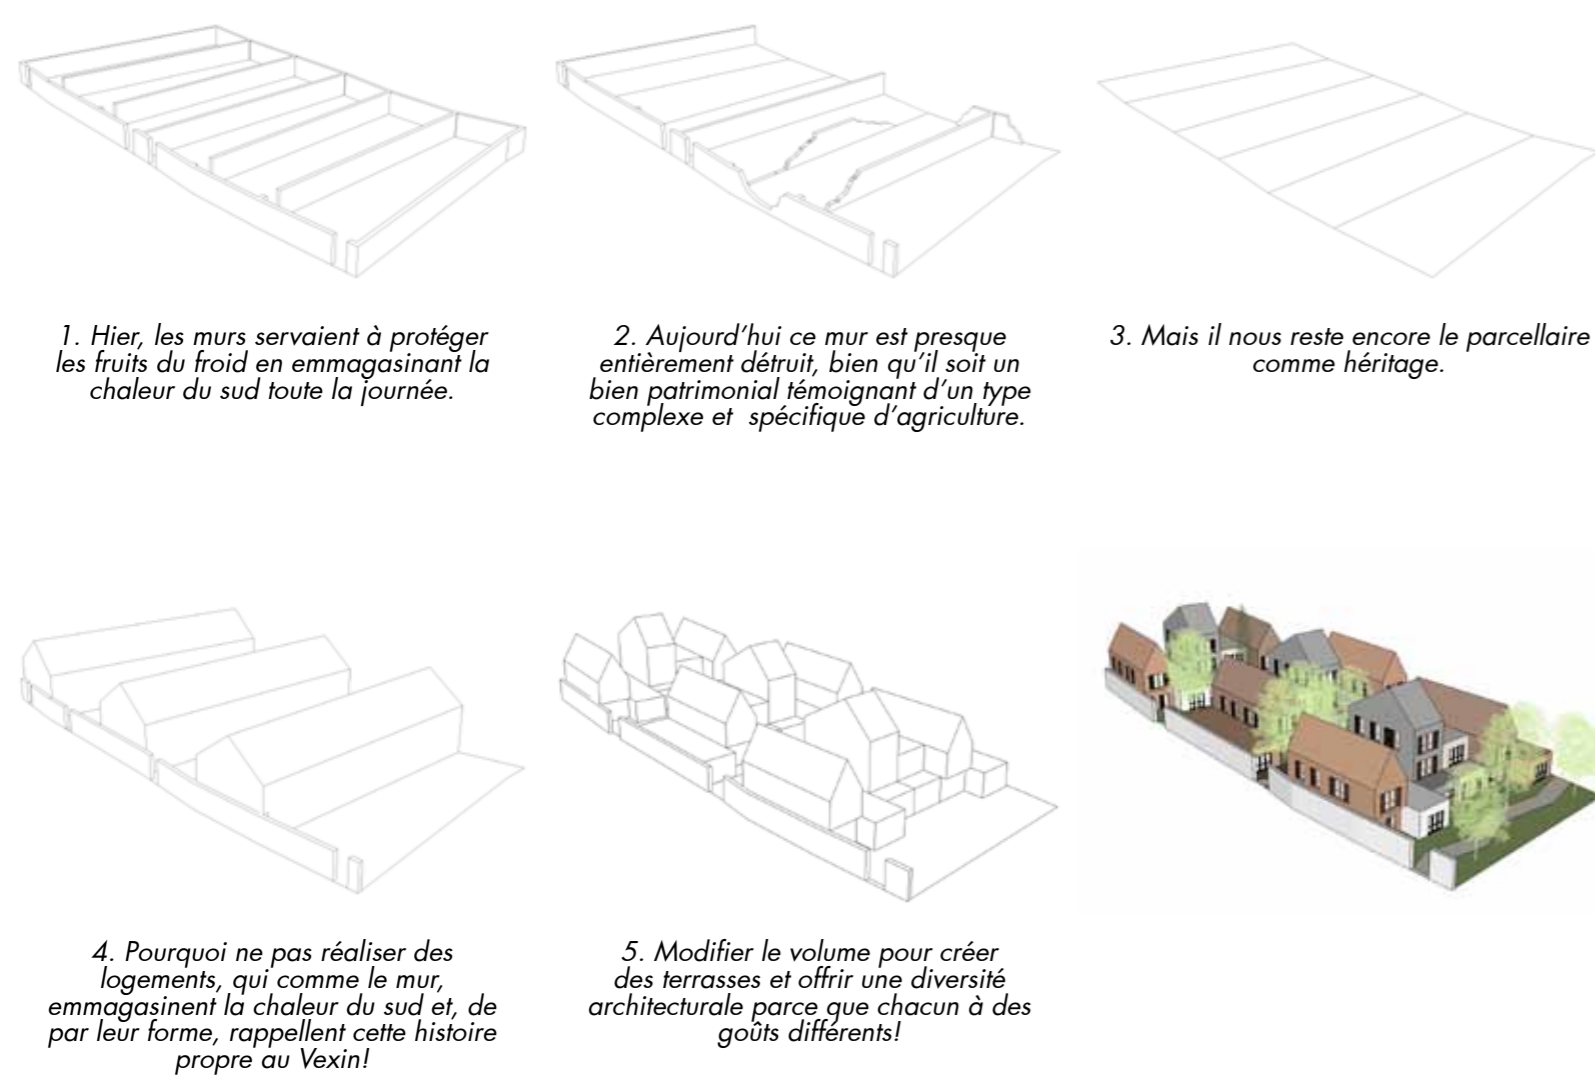 1. Hier, les murs servaient à protéger
les fruits du froid en emmagasinant la
chaleur du sud toute la journée.
2. Aujourd'hui ce mur est presque
entièrement détruit, bien qu'il soit un
bien patrimonial témoignant d'un type
complexe et  spécifique d'agriculture.
3. Mais il nous reste encore le parcellaire
comme héritage.
4. Pourquoi ne pas réaliser des
logements, qui comme le mur,
emmagasinent la chaleur du sud et, de
par leur forme, rappellent cette histoire
propre au Vexin!
5. Modifier le volume pour créer
des terrasses et offrir une diversité
architecturale parce que chacun à des
goûts différents!